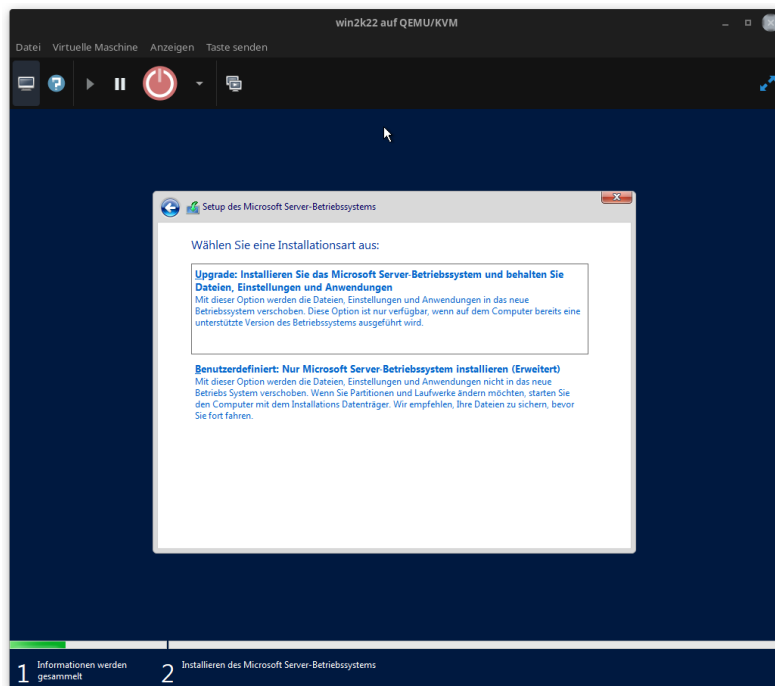 win2k22 auf QEMU/KVM
Datei Virtuelle Maschine Anzeigen Taste senden
Setup des Microsoft Server-Betriebssystems
Wählen Sie eine Installationsart aus:
Upgrade: Installieren Sie das Microsoft Server-Betriebssystem und behalten Sie
Dateien, Einstellungen und Anwendungen
Mit dieser Option werden die Dateien, Einstellungen und Anwendungen in das neue
Betriebssystem verschoben. Diese Option ist nur verfügbar, wenn auf dem Computer bereits eine
unterstützte Version des Betriebssystems ausgeführt wird.
Benutzerdefiniert: Nur Microsoft Server-Betriebssystem installieren (Erweitert)
Mit dieser Option werden die Dateien, Einstellungen und Anwendungen nicht in das neue
Betriebs System verschoben. Wenn Sie Partitionen und Laufwerke ändern möchten, starten Sie
den Computer mit dem Installations Datenträger. Wir empfehlen, Ihre Dateien zu sichern, bevor
Sie fort fahren.
1 Informationen werden
gesammelt
2 Installieren des Microsoft Server-Betriebssystems